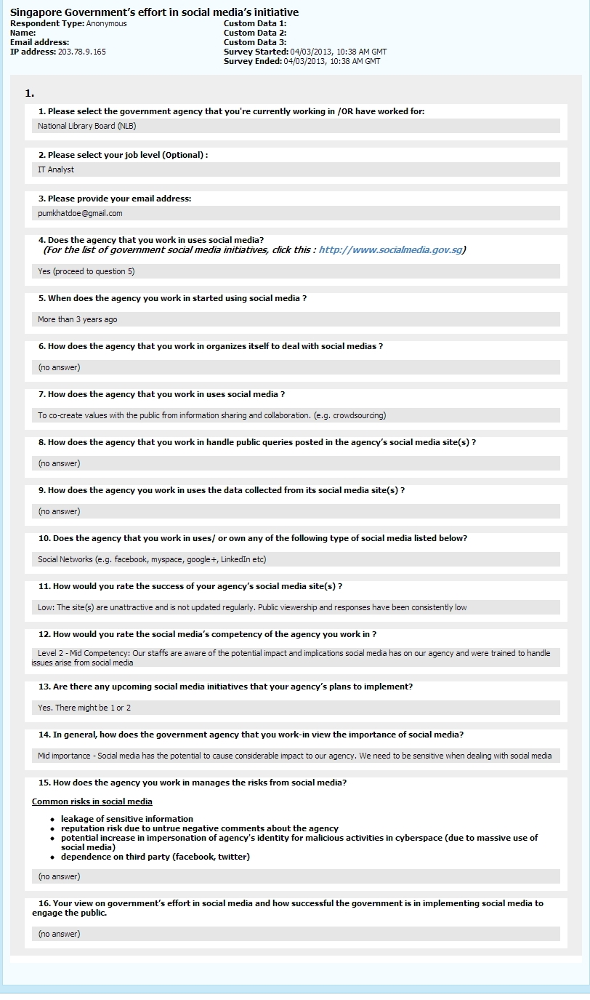 Singapore Government's effort in social media's initiative
Respondent Type: Anonymous
Custom Data 1:
Name:
Custom Data 2:
Email address:
Custom Data 3:
IP address: 203.78.9.165
Survey Started: 04/03/2013, 10:38 AM GMT
Survey Ended: 04/03/2013, 10:38 AM GMT
1.
1. Please select the government agency that you're currently working in /OR have worked for:
National Library Board (NLB)
2. Please select your job level (Optional) :
IT Analyst
3. Please provide your email address:
pumkhatdoe@gmail.com
4. Does the agency that you work in uses social media?
(For the list of government social media initiatives, click this : http://www.socialmedia.gov.sg)
Yes (proceed to question 5)
5. When does the agency you work in started using social media ?
More than 3 years ago
6. How does the agency that you work in organizes itself to deal with social medias ?
(no answer)
7. How does the agency that you work in uses social media ?
To co-create values with the public from information sharing and collaboration. (e.g. crowdsourcing)
8. How does the agency that you work in handle public queries posted in the agency's social media site(s) ?
(no answer)
9. How does the agency you work in uses the data collected from its social media site(s) ?
(no answer)
10. Does the agency that you work in uses/ or own any of the following type of social media listed below?
Social Networks (e.g. facebook, myspace, google+, LinkedIn etc)
11. How would you rate the success of your agency's social media site(s) ?
Low: The site(s) are unattractive and is not updated regularly. Public viewership and responses have been consistently low
12. How would you rate the social media's competency of the agency you work in ?
Level 2 - Mid Competency: Our staffs are aware of the potential impact and implications social media has on our agency and were trained to handle
issues arise from social media
13. Are there any upcoming social media initiatives that your agency's plans to implement?
Yes. There might be 1 or 2
14. In general, how does the government agency that you work-in view the importance of social media?
Mid importance - Social media has the potential to cause considerable impact to our agency. We need to be sensitive when dealing with social media
15. How does the agency you work in manages the risks from social media?
Common risks in social media
• leakage of sensitive information
• reputation risk due to untrue negative comments about the agency
• potential increase in impersonation of agency's identity for malicious activities in cyberspace (due to massive use of
social media)
• dependence on third party (facebook, twitter)
(no answer)
16. Your view on government's effort in social media and how successful the government is in implementing social media to
engage the public.
(no answer)